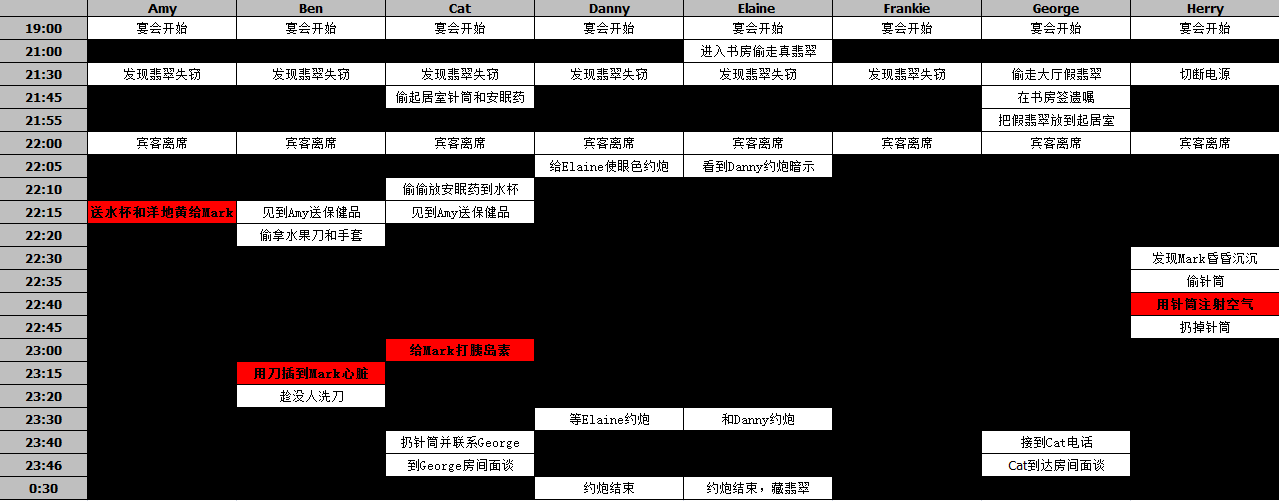 Amy Ben Cat Danny Elaine Frankie George Herry
19:00 宴会开始 宴会开始 宴会开始 宴会开始 宴会开始 宴会开始 宴会开始 宴会开始
21:00 进入书房偷走真翡翠
21:30 发现翡翠失窃 发现翡翠失窃 发现翡翠失窃 发现翡翠失窃 发现翡翠失窃 发现翡翠失窃 偷走大厅假翡翠 切断电源
21:45 偷起居室针筒和安眠药 在书房签遗嘱
21:55 把假翡翠放到起居室
22:00 宾客离席 宾客离席 宾客离席 宾客离席 宾客离席 宾客离席 宾客离席 宾客离席
22:05 给Elaine使眼色约炮 看到Danny约炮暗示
22:10 偷偷放安眠药到水杯
22:15 送水杯和洋地黄给Mark 见到Amy送保健品 见到Amy送保健品
22:20 偷拿水果刀和手套
22:30 发现Mark昏昏沉沉
22:35 偷针筒
22:40 用针筒注射空气
22:45 扔掉针筒
23:00 给Mark打胰岛素
23:15 用刀插到Mark心脏
23:20 趁没人洗刀
23:30 等Elaine约炮 和Danny约炮
23:40 扔针筒并联系George 接到Cat电话
23:46 到George房间面谈 Cat到达房间面谈
0:30 约炮结束 约炮结束，藏翡翠